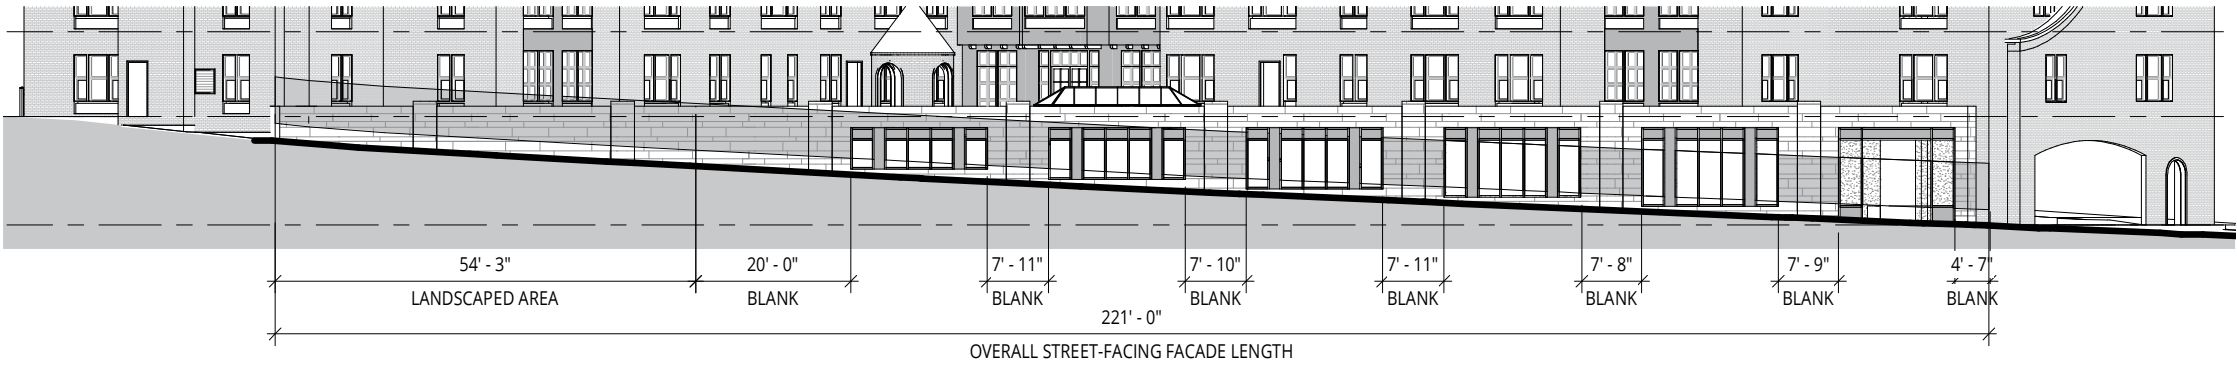 54' - 3" 20' - 0" 7' - 11" 7' - 10" 7' - 11" 7' - 8" 7' - 9" 4' - 7"
LANDSCAPED AREA BLANK BLANK BLANK BLANK BLANK BLANK BLANK
221' - 0"
OVERALL STREET-FACING FACADE LENGTH